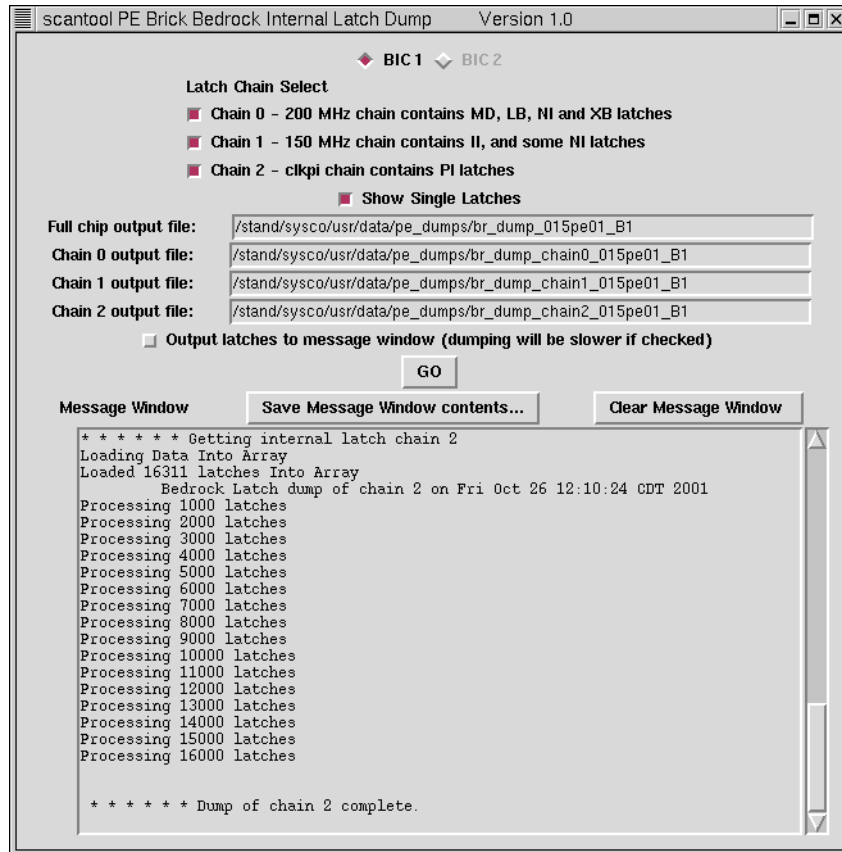 scantool PE Brick Bedrock Internal Latch Dump Version 1.0
BIC 1 BIC 2
Latch Chain Select
Chain 0 - 200 MHz chain contains MD, LB, NI and XB latches
Chain 1 - 150 MHz chain contains II, and some NI latches
Chain 2 - clkpi chain contains PI latches
Show Single Latches
Full chip output file: /stand/sysco/usr/data/pe_dumps/br_dump_015pe01_B1
Chain 0 output file: /stand/sysco/usr/data/pe_dumps/br_dump_chain0_015pe01_B1
Chain 1 output file: /stand/sysco/usr/data/pe_dumps/br_dump_chain1_015pe01_B1
Chain 2 output file: /stand/sysco/usr/data/pe_dumps/br_dump_chain2_015pe01_B1
Output latches to message window (dumping will be slower if checked)
GO
Message Window Save Message Window contents... Clear Message Window
* * * * * * Getting internal latch chain 2
Loading Data Into Array
Loaded 16311 latches Into Array
Bedrock Latch dump of chain 2 on Fri Oct 26 12:10:24 CDT 2001
Processing 1000 latches
Processing 2000 latches
Processing 3000 latches
Processing 4000 latches
Processing 5000 latches
Processing 6000 latches
Processing 7000 latches
Processing 8000 latches
Processing 9000 latches
Processing 10000 latches
Processing 11000 latches
Processing 12000 latches
Processing 13000 latches
Processing 14000 latches
Processing 15000 latches
Processing 16000 latches
* * * * * * Dump of chain 2 complete.